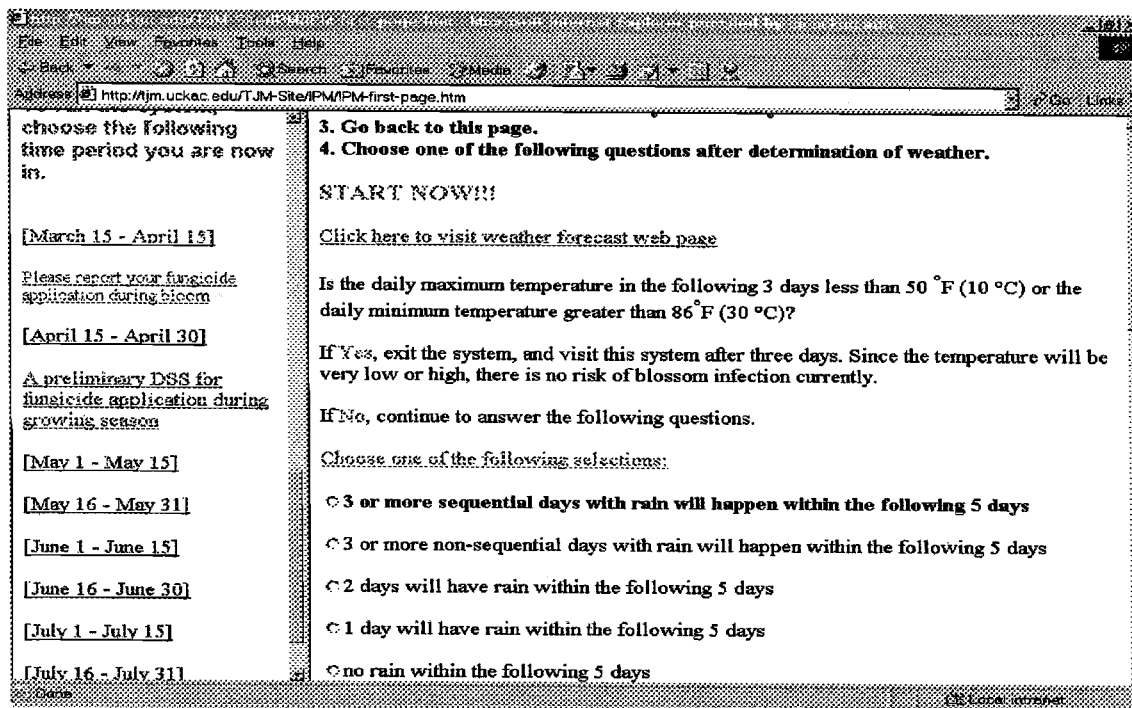 File Edit View Favorites Tools Help
Back Search Favorites Media
Address http://tjm.uckac.edu/TJM-Site/IPM/IPM-first-page.htm Go Links
choose the following
time period you are now
in.
[March 15 - April 15]
Please report your fungicide
application during bloom
[April 15 - April 30]
A preliminary DSS for
fungicide application during
growing season
[May 1 - May 15]
[May 16 - May 31]
[June 1 - June 15]
[June 16 - June 30]
[July 1 - July 15]
[July 16 - July 31]
3. Go back to this page.
4. Choose one of the following questions after determination of weather.
START NOW!!!
Click here to visit weather forecast web page
Is the daily maximum temperature in the following 3 days less than 50 °F (10 °C) or the
daily minimum temperature greater than 86°F (30 °C)?
If Yes, exit the system, and visit this system after three days. Since the temperature will be
very low or high, there is no risk of blossom infection currently.
If No, continue to answer the following questions.
Choose one of the following selections:
3 or more sequential days with rain will happen within the following 5 days
3 or more non-sequential days with rain will happen within the following 5 days
2 days will have rain within the following 5 days
1 day will have rain within the following 5 days
no rain within the following 5 days
Done Local intranet